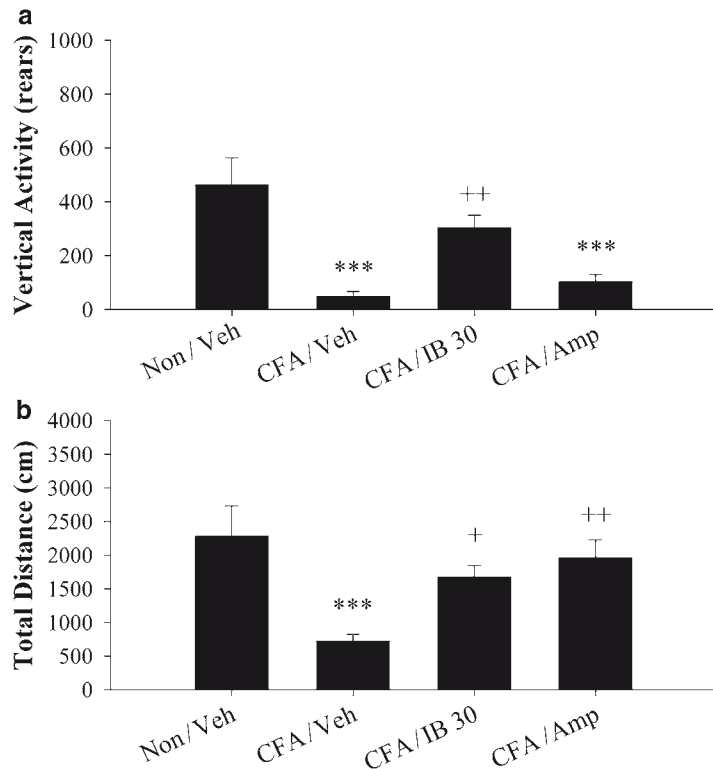 a
Vertical Activity (rears)
1000
800
600
400
200
0
***
++
***
Non / Veh
CFA / Veh
CFA / IB 30
CFA / Amp
b
Total Distance (cm)
4000
3500
3000
2500
2000
1500
1000
500
0
***
+
++
Non / Veh
CFA / Veh
CFA / IB 30
CFA / Amp